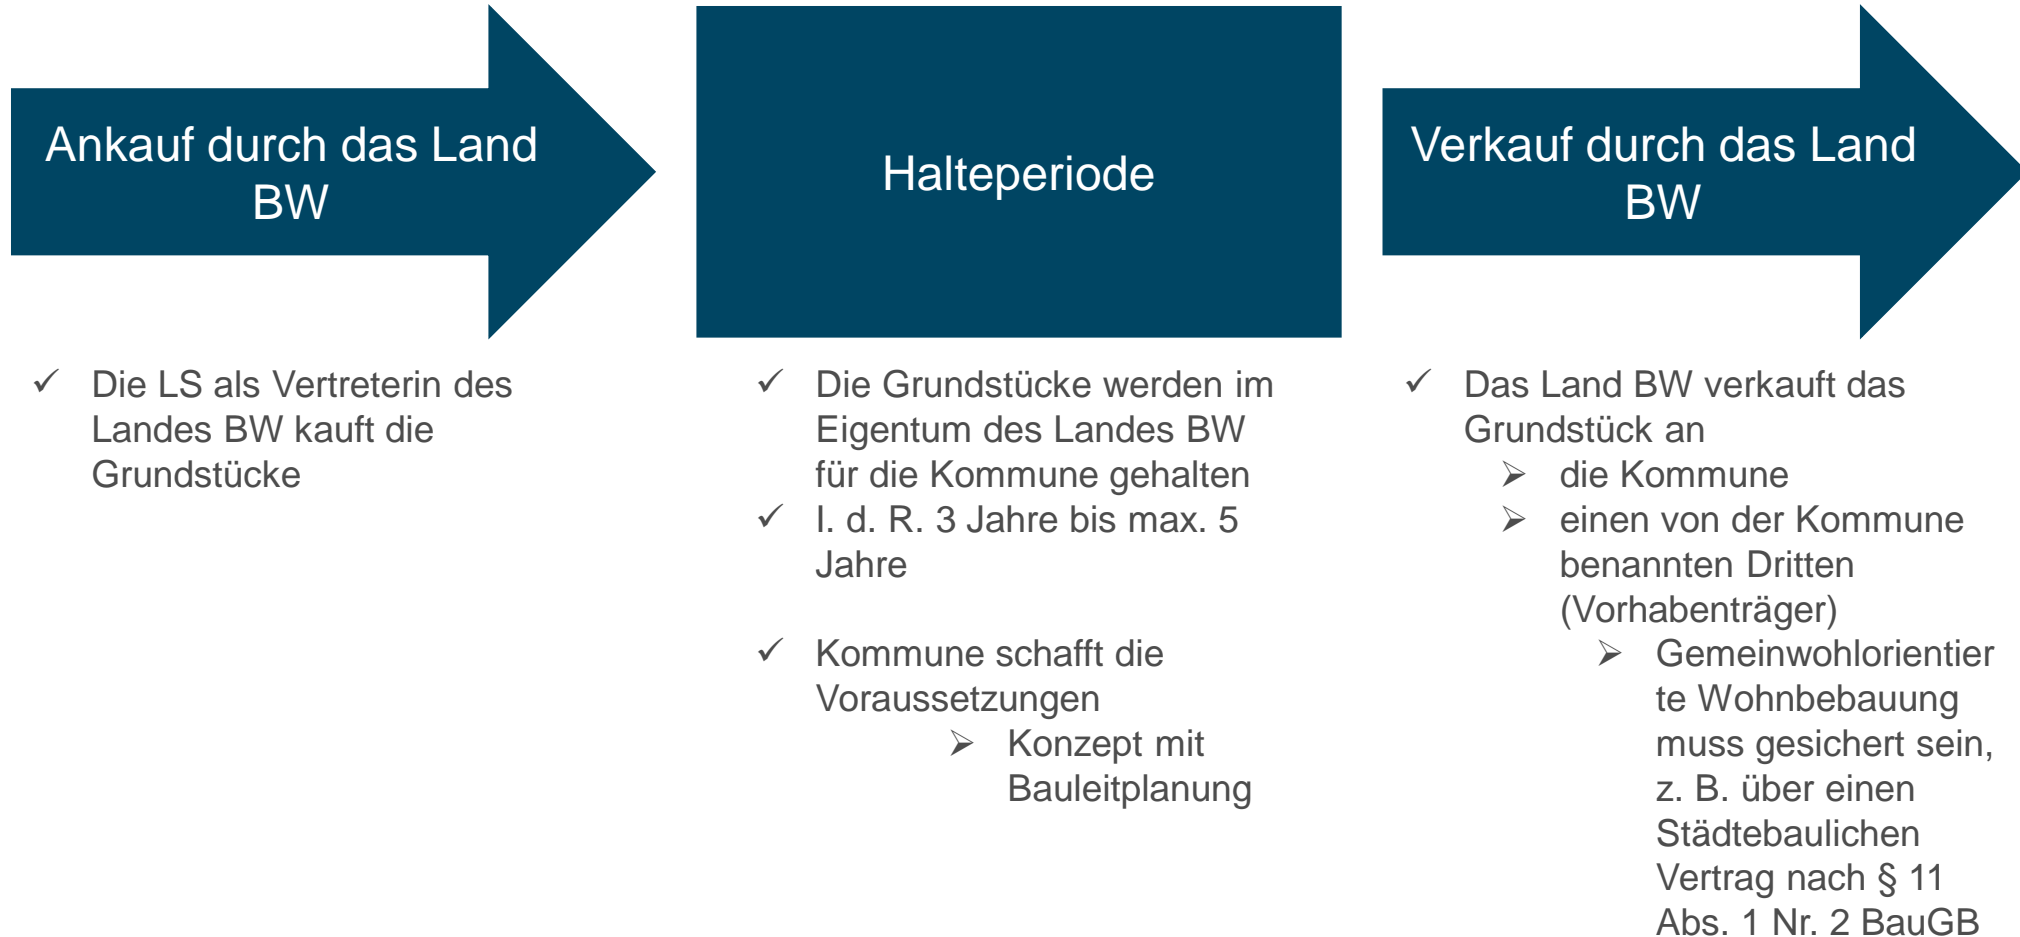 Ankauf durch das Land
BW
Die LS als Vertreterin des
Landes BW kauft die
Grundstücke
Halteperiode
Die Grundstücke werden im
Eigentum des Landes BW
für die Kommune gehalten
I. d. R. 3 Jahre bis max. 5
Jahre
Kommune schafft die
Voraussetzungen
Konzept mit
Bauleitplanung
Verkauf durch das Land
BW
Das Land BW verkauft das
Grundstück an
die Kommune
einen von der Kommune
benannten Dritten
(Vorhabenträger)
Gemeinwohlorientier
te Wohnbebauung
muss gesichert sein,
z. B. über einen
Städtebaulichen
Vertrag nach § 11
Abs. 1 Nr. 2 BauGB